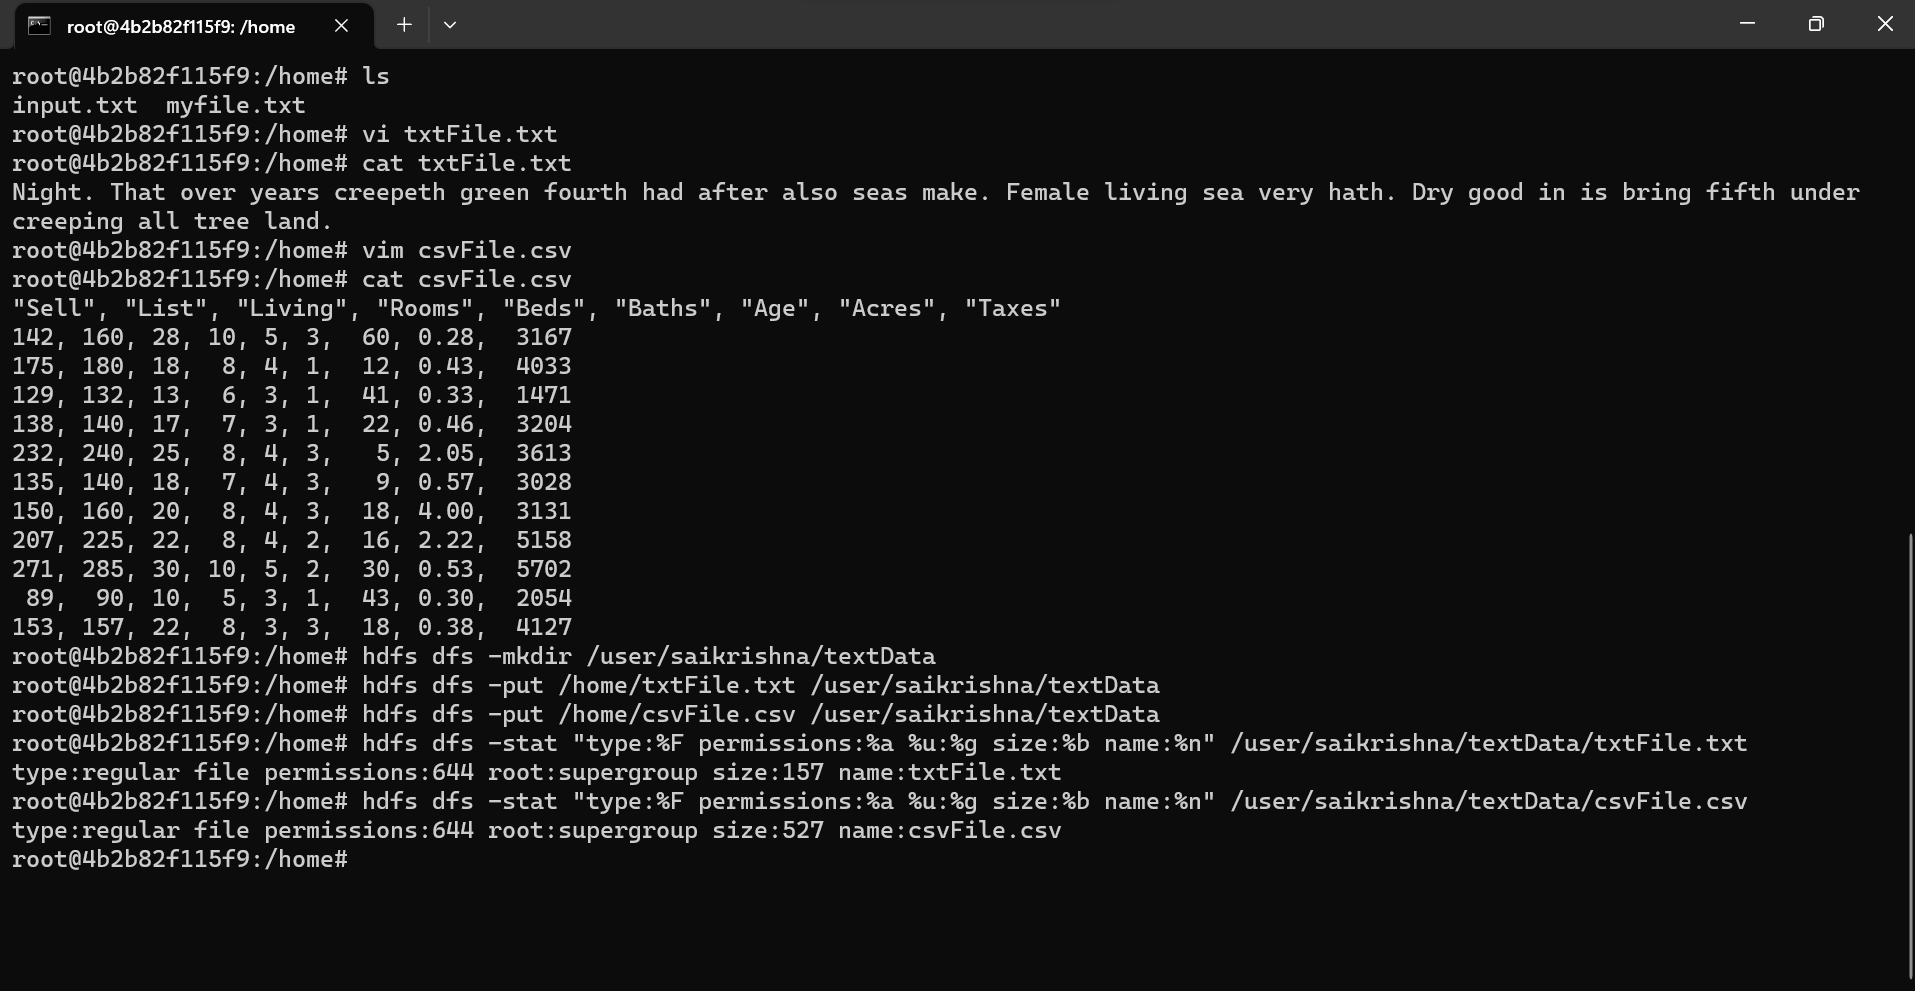 root@4b2b82f115f9: /home
root@4b2b82f115f9:/home# ls
input.txt  myfile.txt
root@4b2b82f115f9:/home# vi txtFile.txt
root@4b2b82f115f9:/home# cat txtFile.txt
Night. That over years creepeth green fourth had after also seas make. Female living sea very hath. Dry good in is bring fifth under
creeping all tree land.
root@4b2b82f115f9:/home# vim csvFile.csv
root@4b2b82f115f9:/home# cat csvFile.csv
"Sell", "List", "Living", "Rooms", "Beds", "Baths", "Age", "Acres", "Taxes"
142, 160, 28, 10, 5, 3,  60, 0.28,  3167
175, 180, 18,  8, 4, 1,  12, 0.43,  4033
129, 132, 13,  6, 3, 1,  41, 0.33,  1471
138, 140, 17,  7, 3, 1,  22, 0.46,  3204
232, 240, 25,  8, 4, 3,   5, 2.05,  3613
135, 140, 18,  7, 4, 3,   9, 0.57,  3028
150, 160, 20,  8, 4, 3,  18, 4.00,  3131
207, 225, 22,  8, 4, 2,  16, 2.22,  5158
271, 285, 30, 10, 5, 2,  30, 0.53,  5702
 89,  90, 10,  5, 3, 1,  43, 0.30,  2054
153, 157, 22,  8, 3, 3,  18, 0.38,  4127
root@4b2b82f115f9:/home# hdfs dfs -mkdir /user/saikrishna/textData
root@4b2b82f115f9:/home# hdfs dfs -put /home/txtFile.txt /user/saikrishna/textData
root@4b2b82f115f9:/home# hdfs dfs -put /home/csvFile.csv /user/saikrishna/textData
root@4b2b82f115f9:/home# hdfs dfs -stat "type:%F permissions:%a %u:%g size:%b name:%n" /user/saikrishna/textData/txtFile.txt
type:regular file permissions:644 root:supergroup size:157 name:txtFile.txt
root@4b2b82f115f9:/home# hdfs dfs -stat "type:%F permissions:%a %u:%g size:%b name:%n" /user/saikrishna/textData/csvFile.csv
type:regular file permissions:644 root:supergroup size:527 name:csvFile.csv
root@4b2b82f115f9:/home#